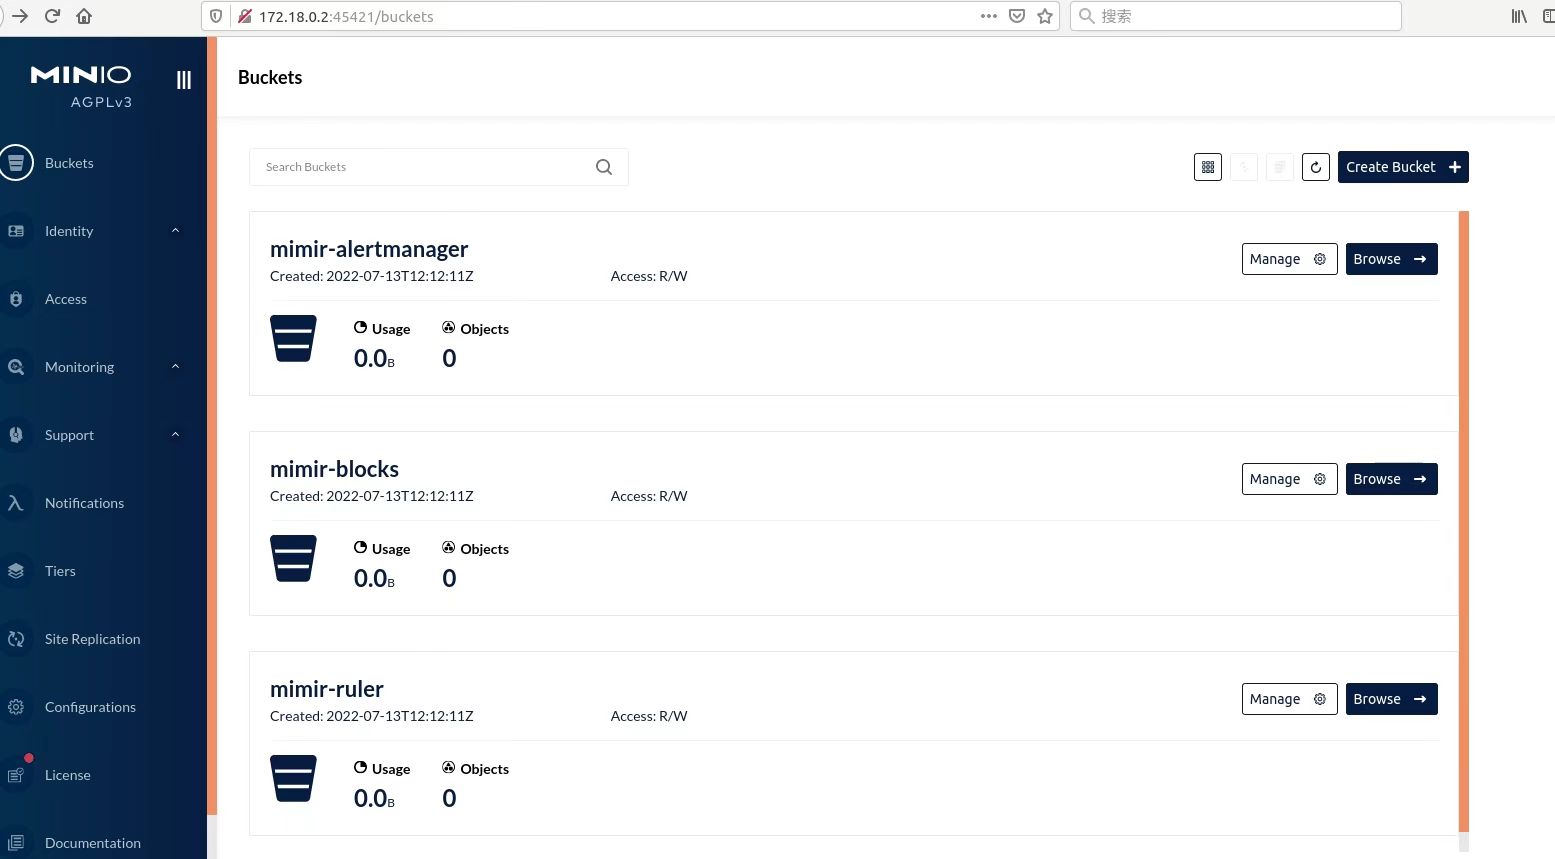 172.18.0.2:45421/buckets
搜索
MINIO
AGPLv3
Buckets
Identity
Access
Monitoring
Support
Notifications
Tiers
Site Replication
Configurations
License
Documentation
Buckets
Search Buckets
Create Bucket
mimir-alertmanager
Created: 2022-07-13T12:12:11Z Access: R/W
Manage Browse
Usage Objects
0.0B 0
mimir-blocks
Created: 2022-07-13T12:12:11Z Access: R/W
Manage Browse
Usage Objects
0.0B 0
mimir-ruler
Created: 2022-07-13T12:12:11Z Access: R/W
Manage Browse
Usage Objects
0.0B 0